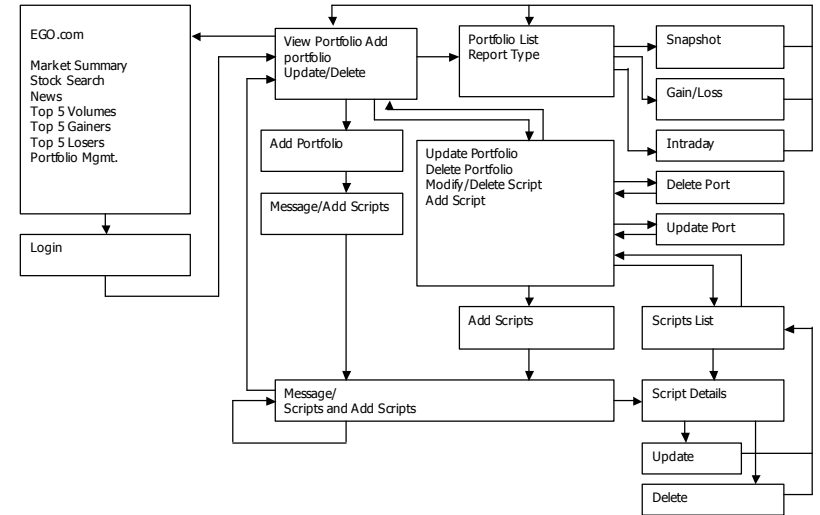 EGO.com
Market Summary
Stock Search
News
Top 5 Volumes
Top 5 Gainers
Top 5 Losers
Portfolio Mgmt.
Login
View Portfolio Add
portfolio
Update/Delete
Portfolio List
Report Type
Snapshot
Gain/Loss
Intraday
Add Portfolio
Message/Add Scripts
Update Portfolio
Delete Portfolio
Modify/Delete Script
Add Script
Delete Port
Update Port
Add Scripts
Scripts List
Message/
Scripts and Add Scripts
Script Details
Update
Delete